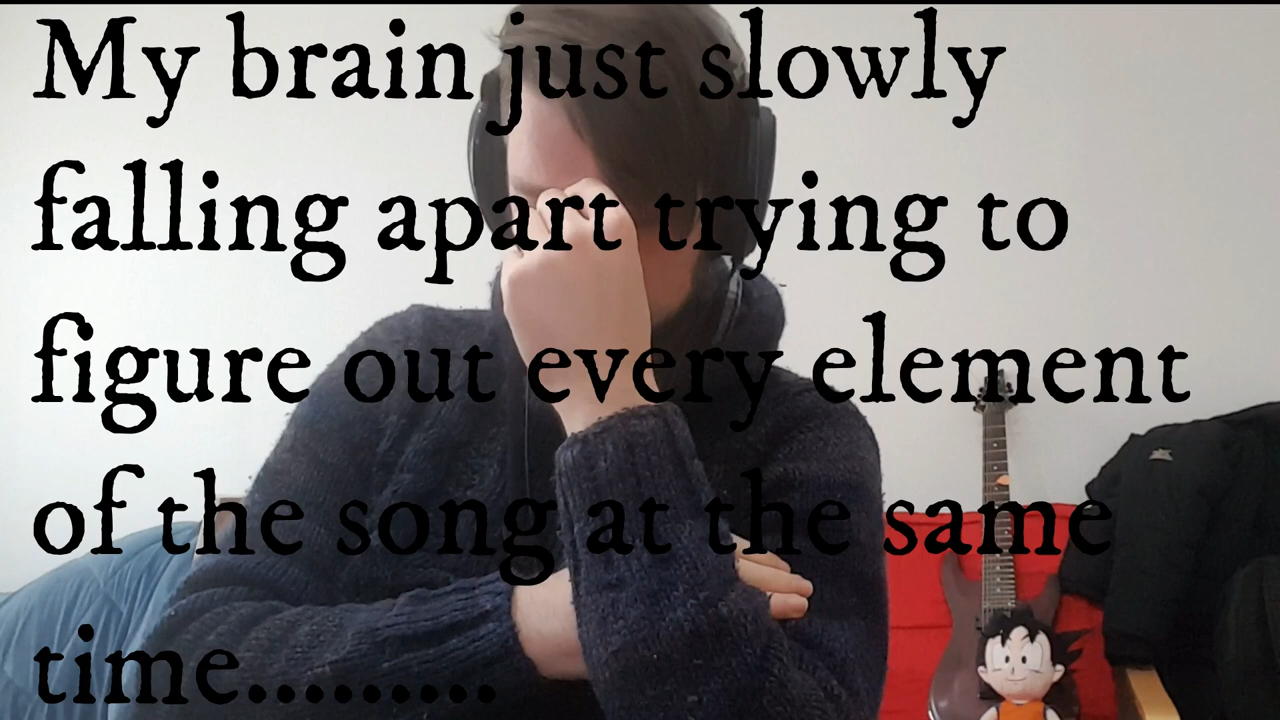 My brain just slowly
falling apart trying to
figure out every element
of the song at the same
time.........